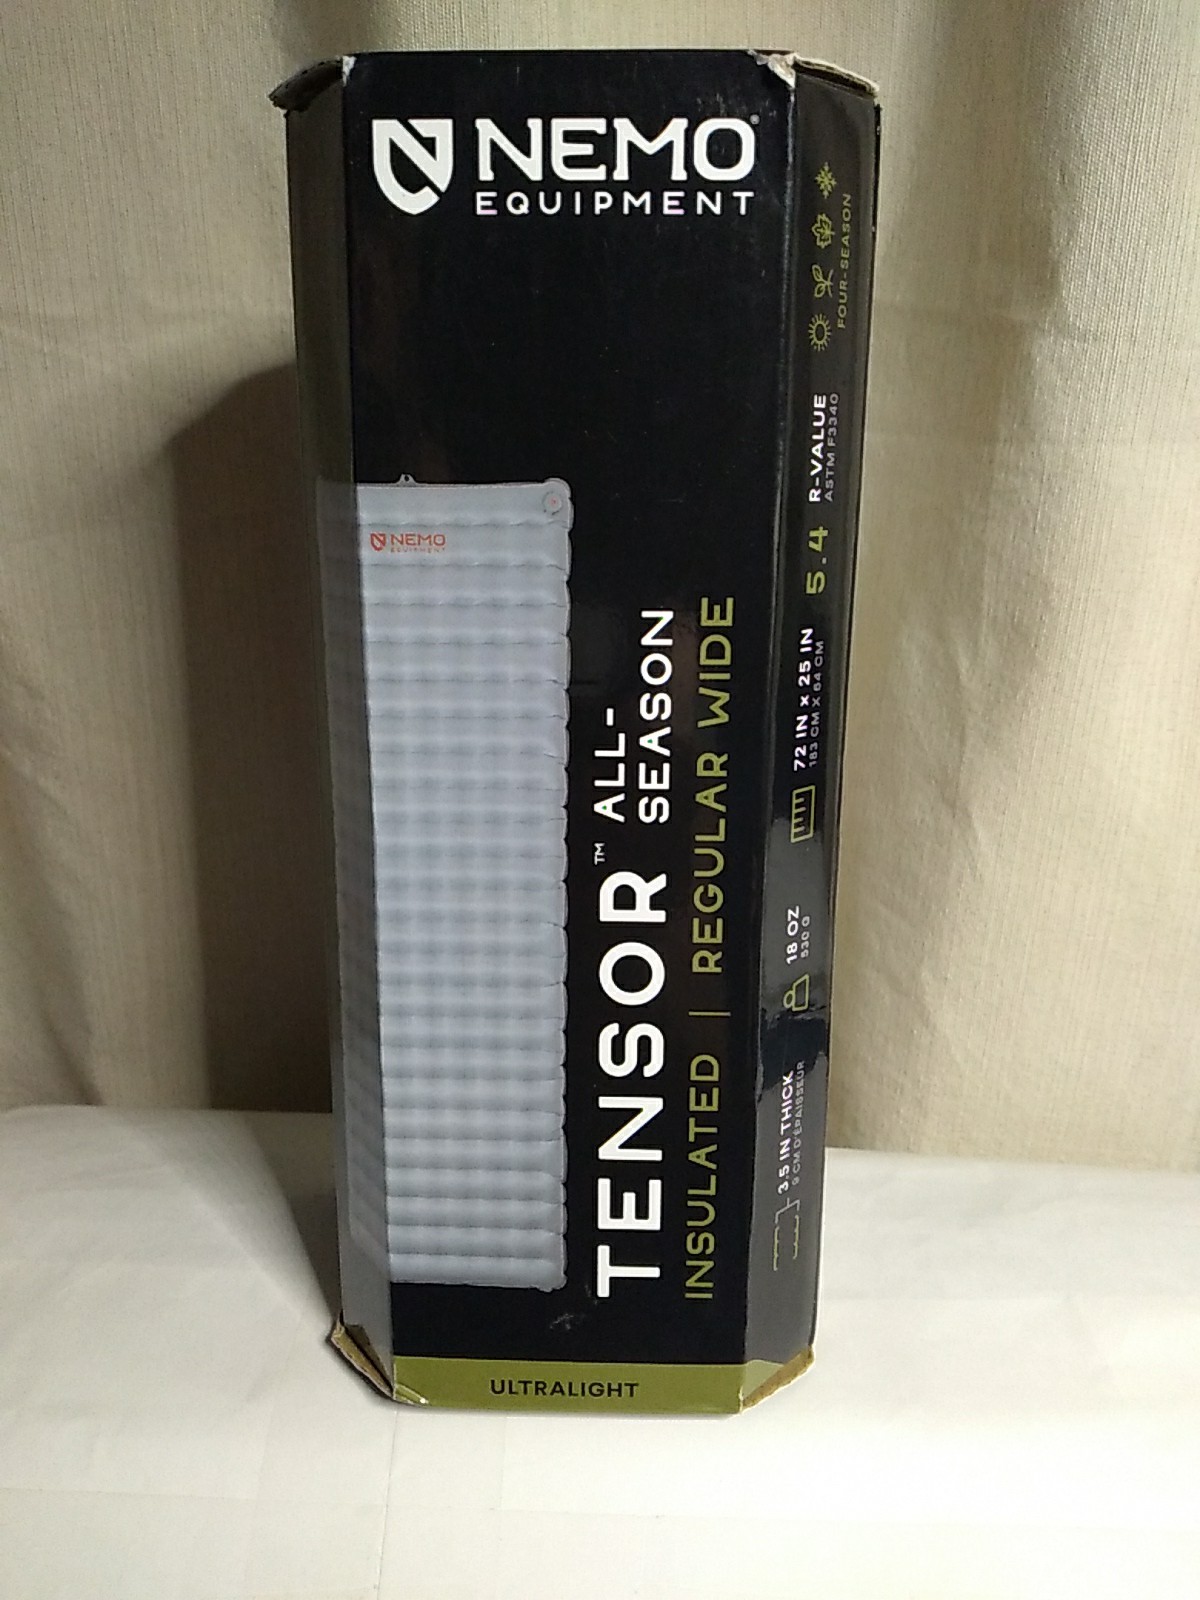 NEMO®
EQUIPMENT
NEMO
EQUIPMENT
TENSOR™ ALL-
SEASON
INSULATED | REGULAR WIDE
ULTRALIGHT
3.5 IN THICK
9 CM D'ÉPAISSEUR
18 OZ
530 G
72 IN x 25 IN
183 CM X 64 CM
5.4 R-VALUE
ASTM F3340
FOUR-SEASON